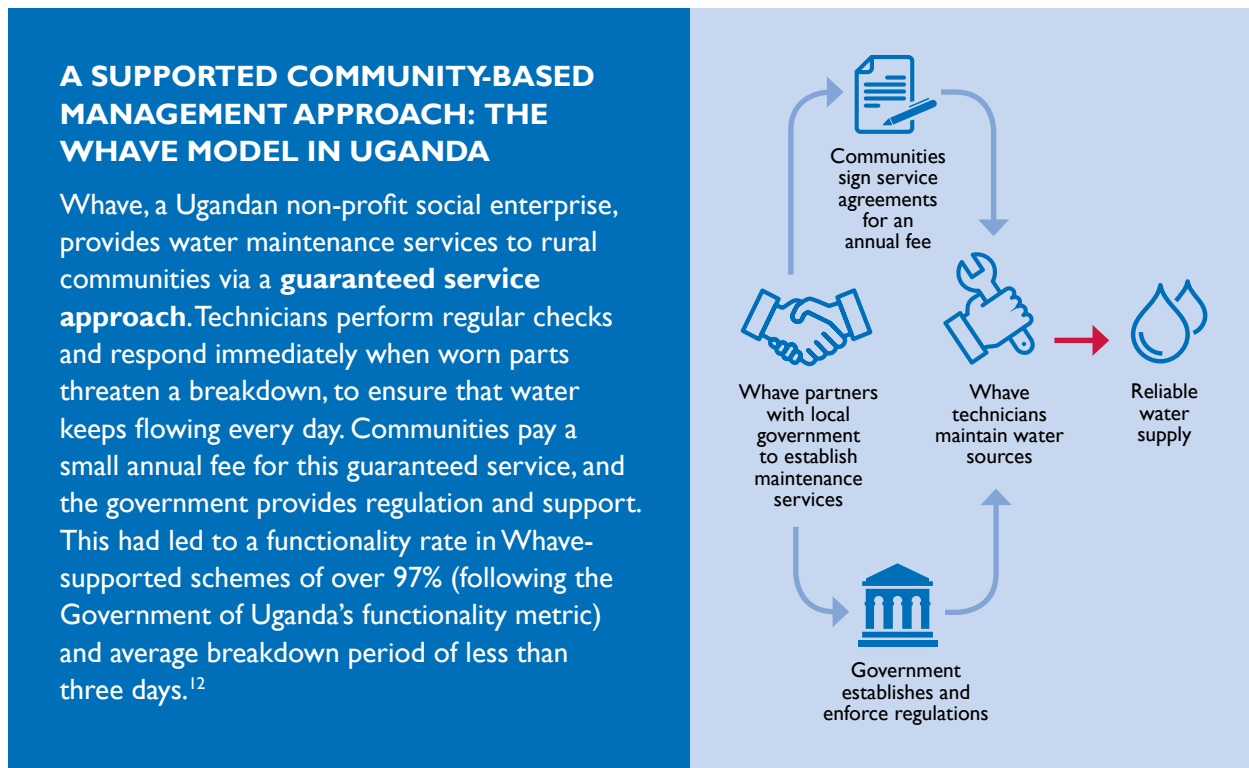 A SUPPORTED COMMUNITY-BASED
MANAGEMENT APPROACH: THE
WHAVE MODEL IN UGANDA
Whave, a Ugandan non-profit social enterprise,
provides water maintenance services to rural
communities via a guaranteed service
approach. Technicians perform regular checks
and respond immediately when worn parts
threaten a breakdown, to ensure that water
keeps flowing every day. Communities pay a
small annual fee for this guaranteed service, and
the government provides regulation and support.
This had led to a functionality rate in Whave-
supported schemes of over 97% (following the
Government of Uganda's functionality metric)
and average breakdown period of less than
three days.12
Communities
sign service
agreements
for an
annual fee
Whave partners
with local
government
to establish
maintenance
services
Whave
technicians
maintain water
sources
Reliable
water
supply
Government
establishes and
enforce regulations